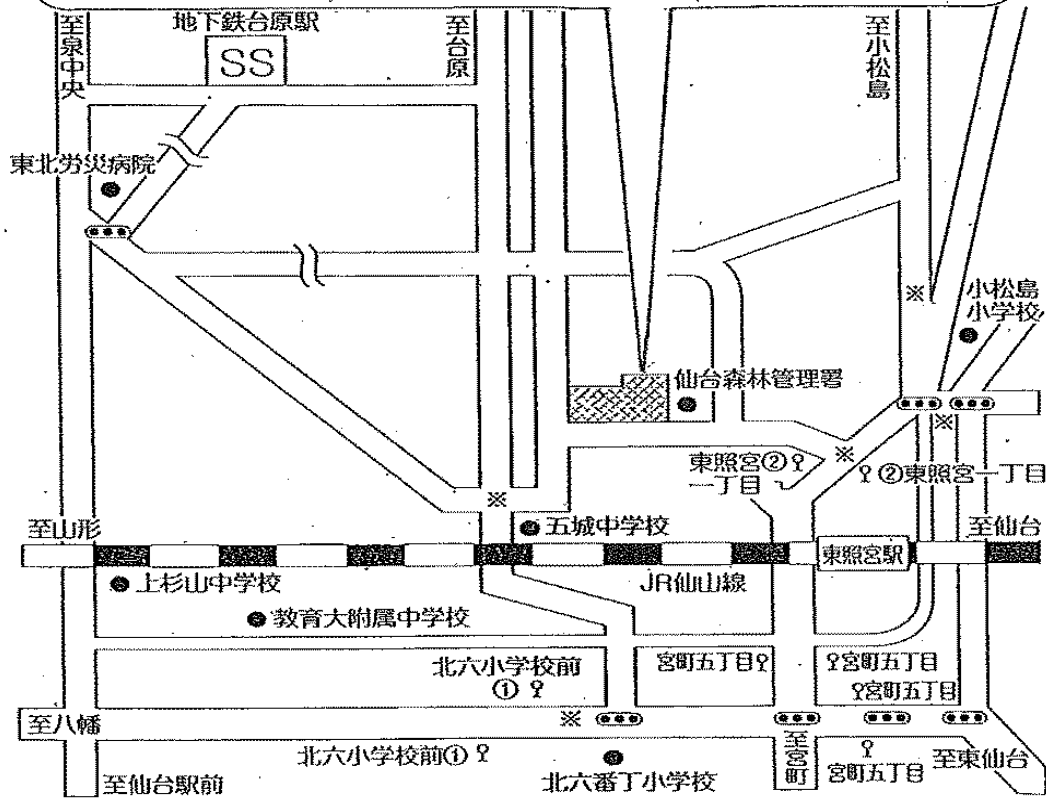 至泉中央
地下鉄台原駅
SS
至台原
至小松島
東北労災病院
※
小松島
小学校
仙台森林管理署
※
東照宮②
一丁目
※
②東照宮一丁目
※
五城中学校
至山形
至仙台
東照宮駅
上杉山中学校
JR仙山線
教育大附属中学校
北六小学校前
①
宮町五丁目
宮町五丁目
宮町五丁目
至八幡
※
北六小学校前①
北六番丁小学校
至宮町
宮町五丁目
至東仙台
至仙台駅前